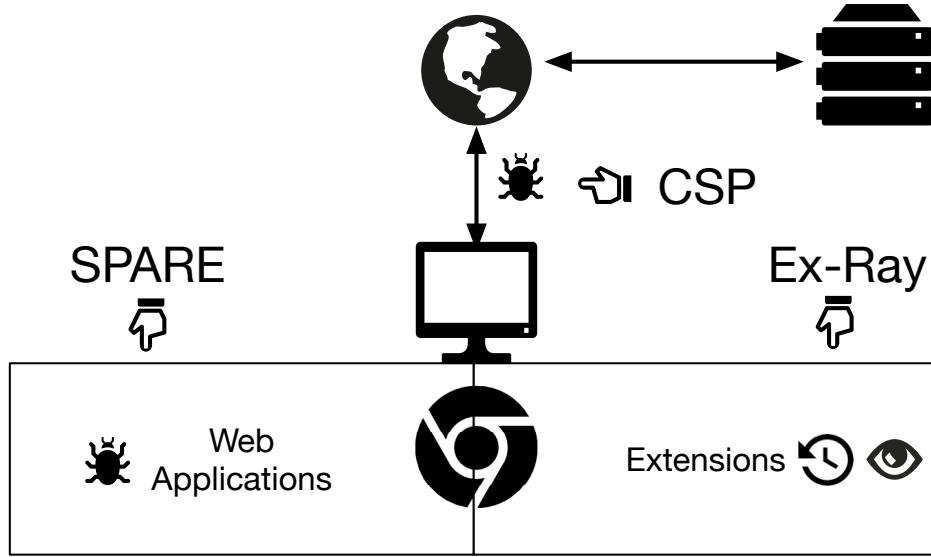 CSP
SPARE
Ex-Ray
Web
Applications
Extensions